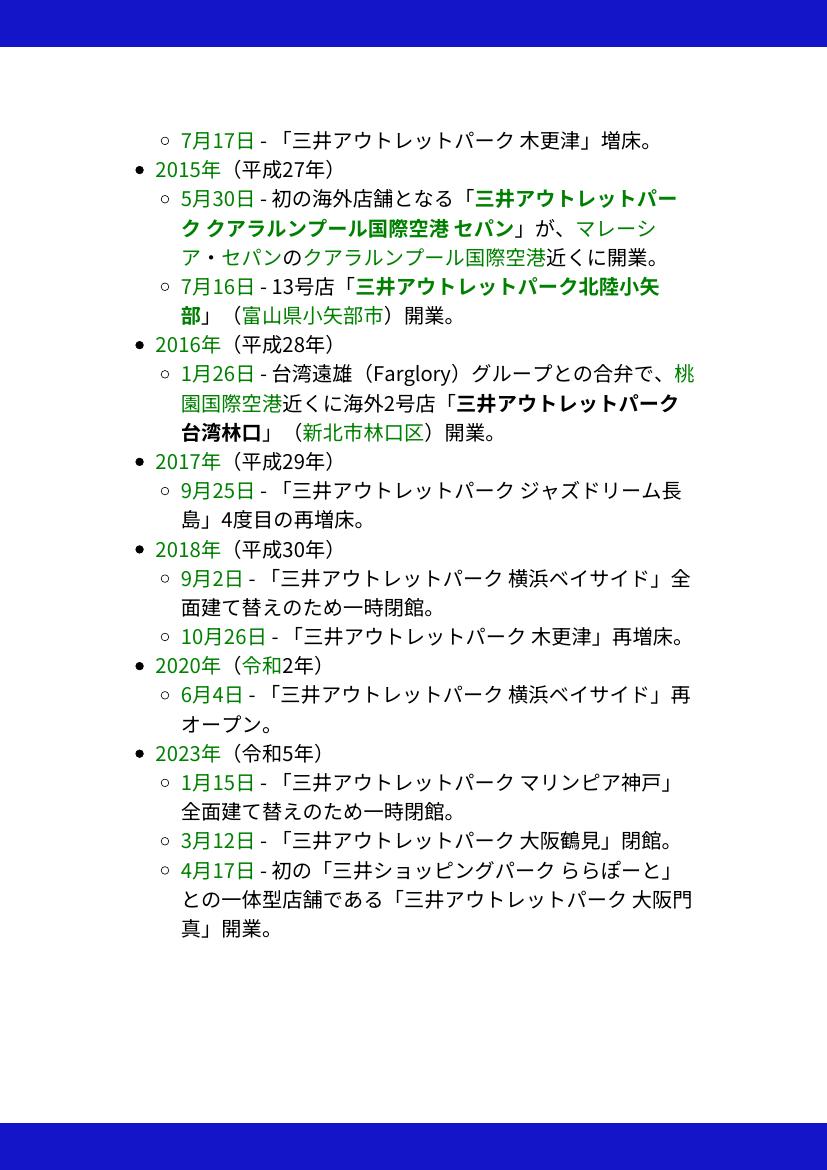 7月17日 - 「三井アウトレットパーク 木更津」増床。
2015年（平成27年）
5月30日 - 初の海外店舗となる「三井アウトレットパー
ク クアラルンプール国際空港 セパン」が、マレーシ
ア・セパンのクアラルンプール国際空港近くに開業。
7月16日 - 13号店「三井アウトレットパーク北陸小矢
部」（富山県小矢部市）開業。
2016年（平成28年）
1月26日 - 台湾遠雄（Farglory）グループとの合弁で、桃
園国際空港近くに海外2号店「三井アウトレットパーク
台湾林口」（新北市林口区）開業。
2017年（平成29年）
9月25日 - 「三井アウトレットパーク ジャズドリーム長
島」4度目の再増床。
2018年（平成30年）
9月2日 - 「三井アウトレットパーク 横浜ベイサイド」全
面建て替えのため一時閉館。
10月26日 - 「三井アウトレットパーク 木更津」再増床。
2020年（令和2年）
6月4日 - 「三井アウトレットパーク 横浜ベイサイド」再
オープン。
2023年（令和5年）
1月15日 - 「三井アウトレットパーク マリンピア神戸」
全面建て替えのため一時閉館。
3月12日 - 「三井アウトレットパーク 大阪鶴見」閉館。
4月17日 - 初の「三井ショッピングパーク ららぽーと」
との一体型店舗である「三井アウトレットパーク 大阪門
真」開業。